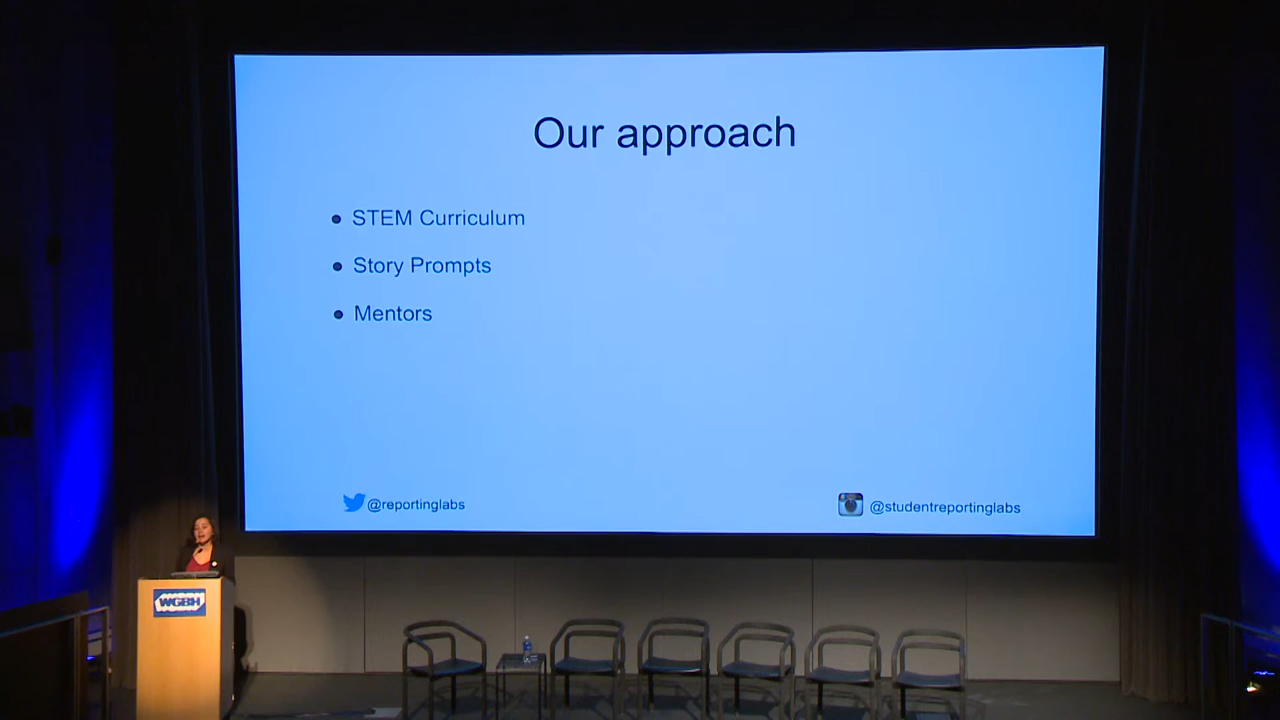 Our approach
STEM Curriculum
Story Prompts
Mentors
@reportinglabs
@studentreportinglabs
WGBH